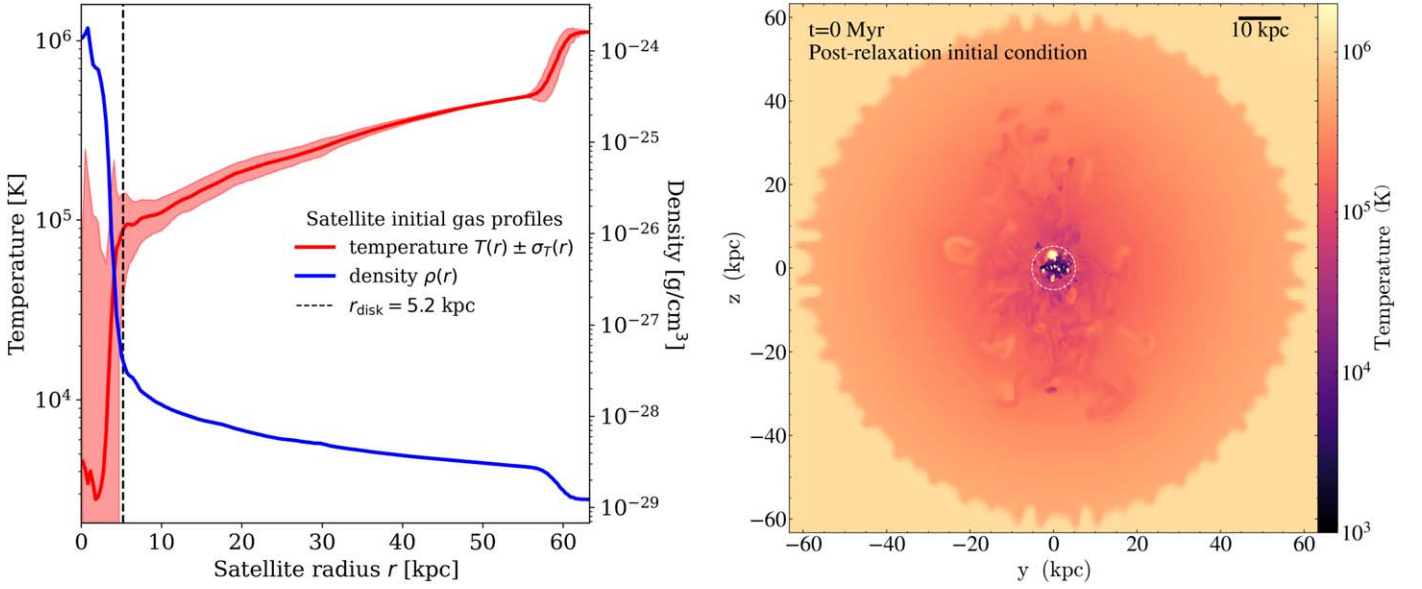 10^6
10^5
10^4
Temperature [K]
Satellite initial gas profiles
temperature T(r) ± σ_T(r)
density ρ(r)
r_disk = 5.2 kpc
10^−24
10^−25
10^−26
10^−27
10^−28
10^−29
Density [g/cm^3]
0 10 20 30 40 50 60
Satellite radius r [kpc]
t=0 Myr
Post-relaxation initial condition
10 kpc
60
40
20
0
−20
−40
−60
z (kpc)
−60 −40 −20 0 20 40 60
y (kpc)
10^6
10^5
10^4
10^3
Temperature (K)